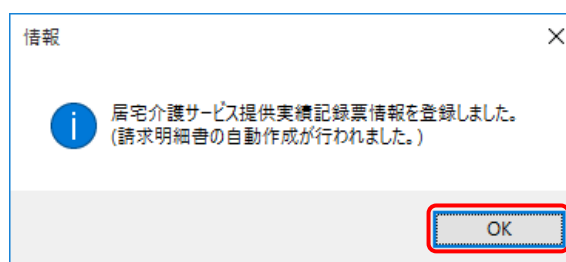 情報
居宅介護サービス提供実績記録票情報を登録しました。
(請求明細書の自動作成が行われました。)
OK